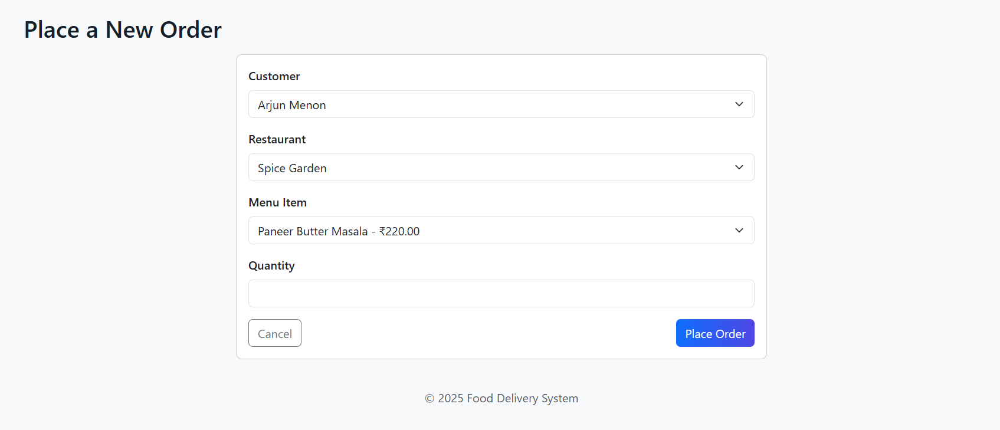 Place a New Order
Customer
Arjun Menon
Restaurant
Spice Garden
Menu Item
Paneer Butter Masala - ₹220.00
Quantity
Cancel
Place Order
© 2025 Food Delivery System